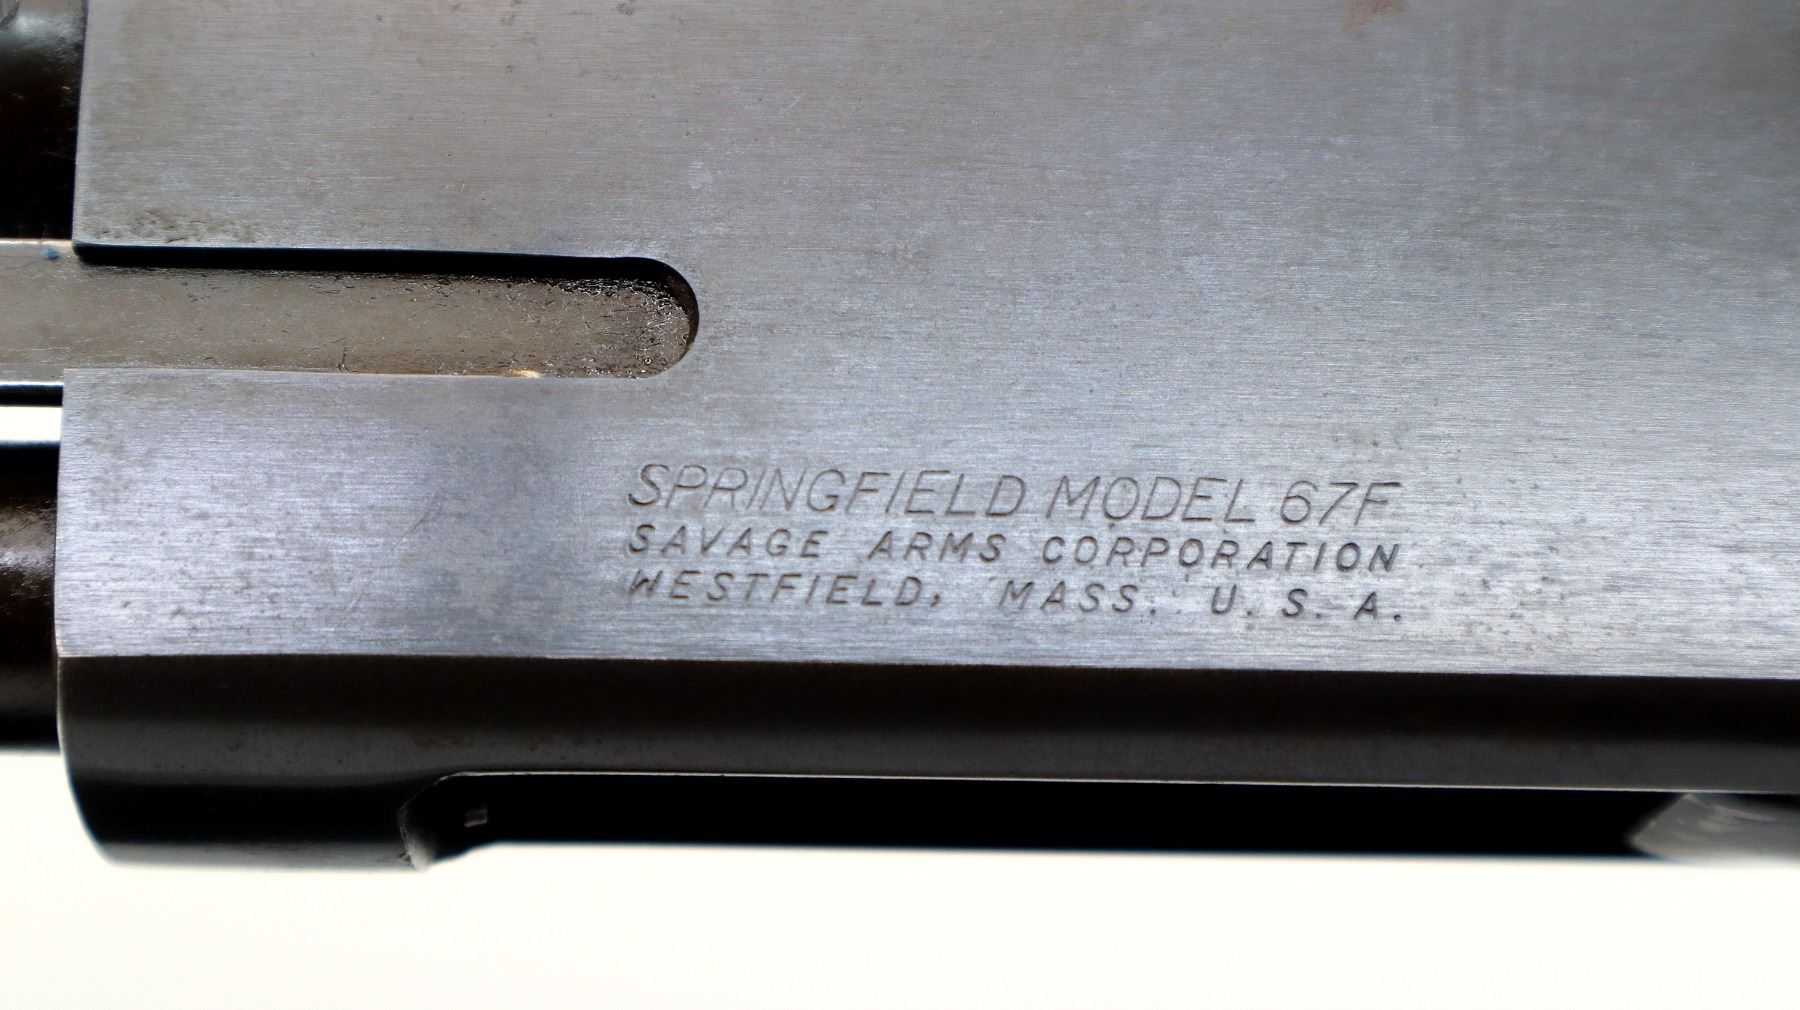 SPRINGFIELD MODEL 67F
SAVAGE ARMS CORPORATION
WESTFIELD, MASS. U. S. A.